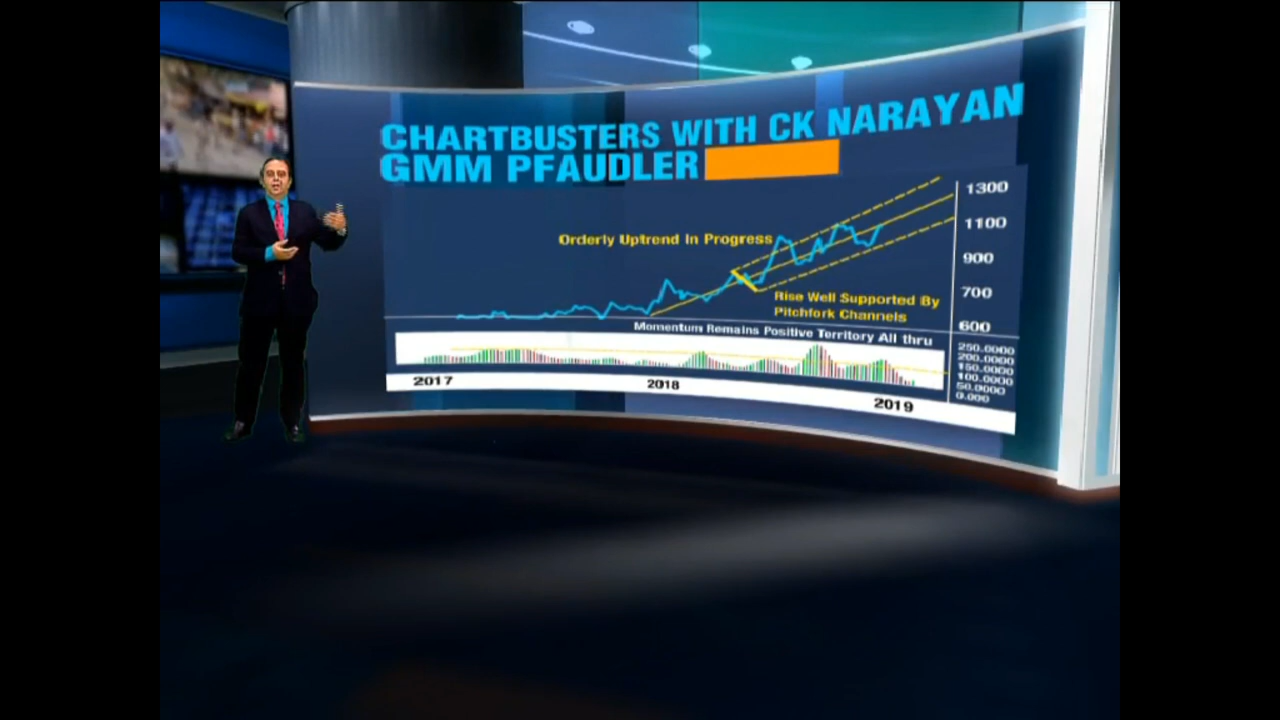 CHARTBUSTERS WITH CK NARAYAN
GMM PFAUDLER
1300
Orderly Uptrend In Progress
1100
900
700
Rise Well Supported By
Pitchfork Channels
600
Momentum Remains Positive Territory All thru
250.0000
200.0000
150.0000
100.0000
50.0000
0.000
2017
2018
2019